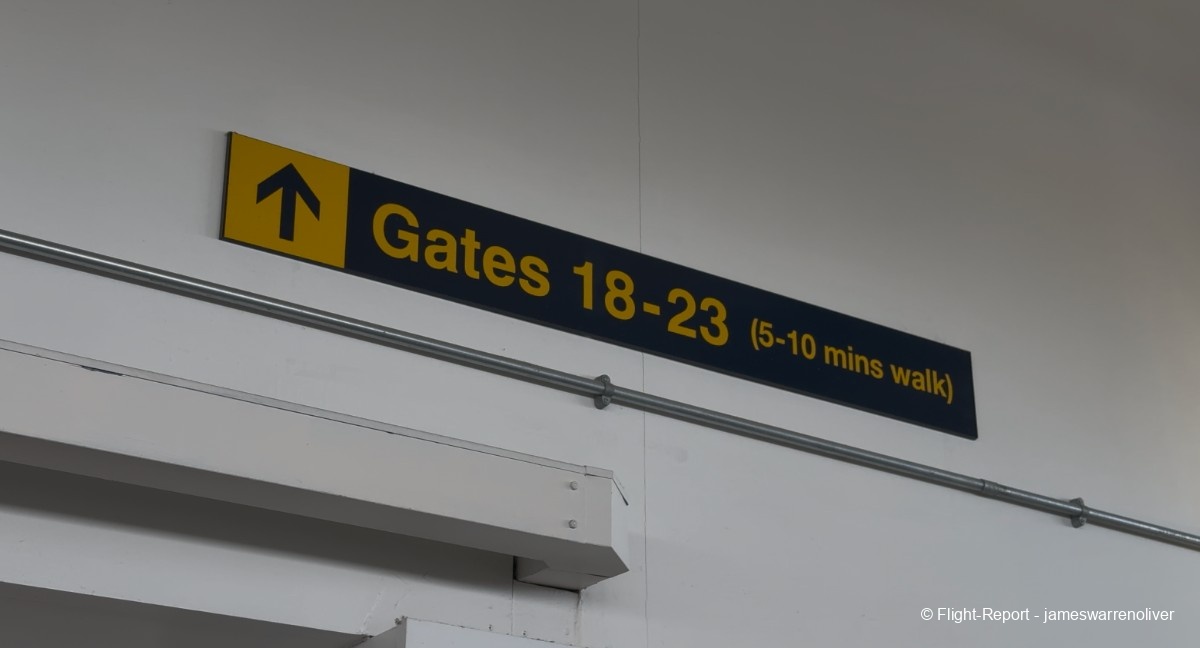 Gates 18-23 (5-10 mins walk)
© Flight-Report - jameswarrenoliver